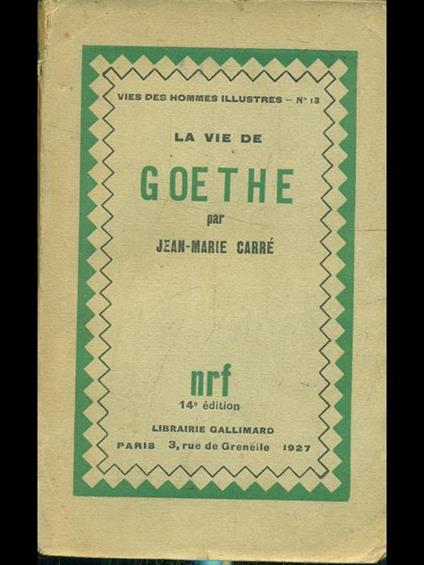 VIES DES HOMMES ILLUSTRES — N° 13
LA VIE DE
GOETHE
par
JEAN-MARIE CARRÉ
nrf
14e édition
LIBRAIRIE GALLIMARD
PARIS 3, rue de Grenelle 1927